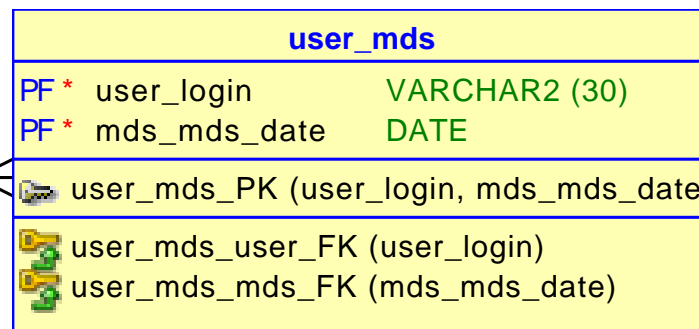 user_mds
PF * user_login VARCHAR2 (30)
PF * mds_mds_date DATE
user_mds_PK (user_login, mds_mds_date
user_mds_user_FK (user_login)
user_mds_mds_FK (mds_mds_date)